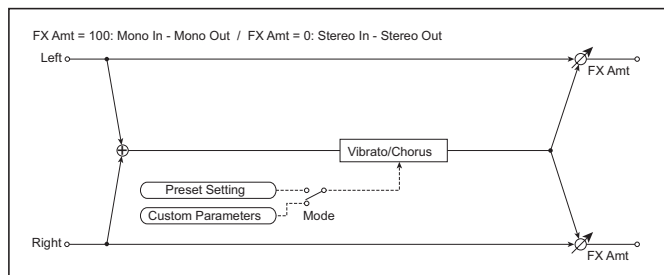 FX Amt = 100: Mono In - Mono Out / FX Amt = 0: Stereo In - Stereo Out
Left
FX Amt
Vibrato/Chorus
Preset Setting
Custom Parameters
Mode
Right
FX Amt